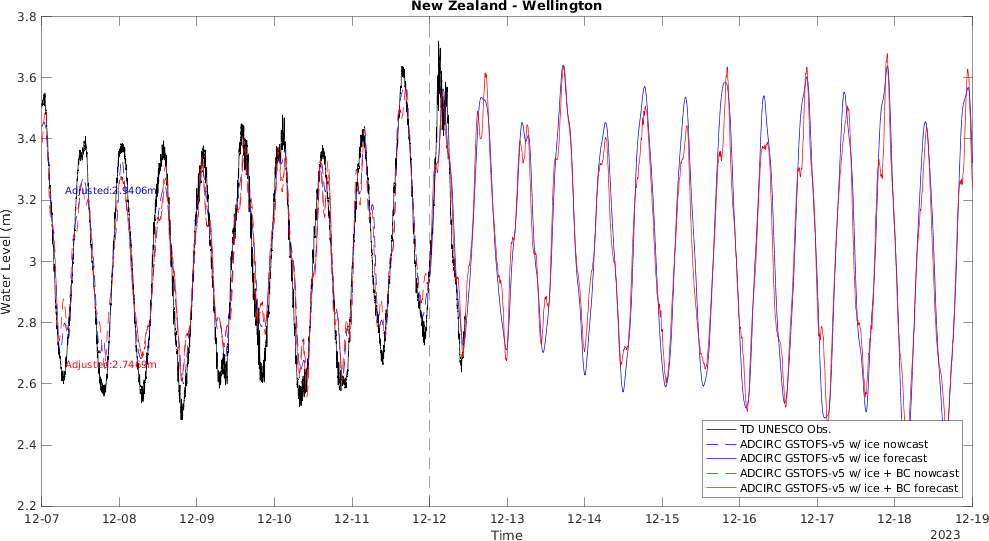 New Zealand - Wellington
3.8
3.6
3.4
3.2
3
2.8
2.6
2.4
2.2
Water Level (m)
Adjusted:2.9406m
Adjusted:2.7469m
TD UNESCO Obs.
ADCIRC GSTOFS-v5 w/ ice nowcast
ADCIRC GSTOFS-v5 w/ ice forecast
ADCIRC GSTOFS-v5 w/ ice + BC nowcast
ADCIRC GSTOFS-v5 w/ ice + BC forecast
12-07 12-08 12-09 12-10 12-11 12-12 12-13 12-14 12-15 12-16 12-17 12-18 12-19
Time
2023